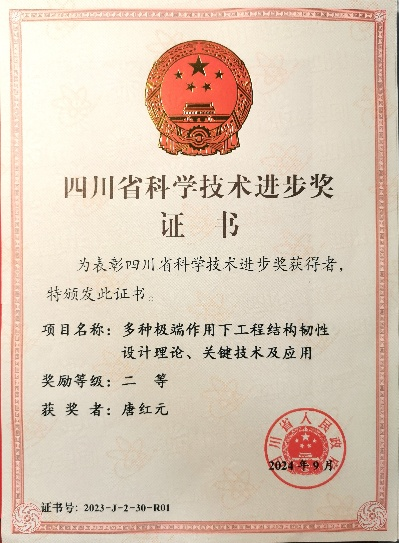 四川省科学技术进步奖
证书
为表彰四川省科学技术进步奖获得者，
特颁发此证书。
项目名称：多种极端作用下工程结构韧性
设计理论、关键技术及应用
奖励等级：二 等
获 奖 者：唐红元
四川省人民政府
2024年9月
证书号：2023-J-2-30-R01